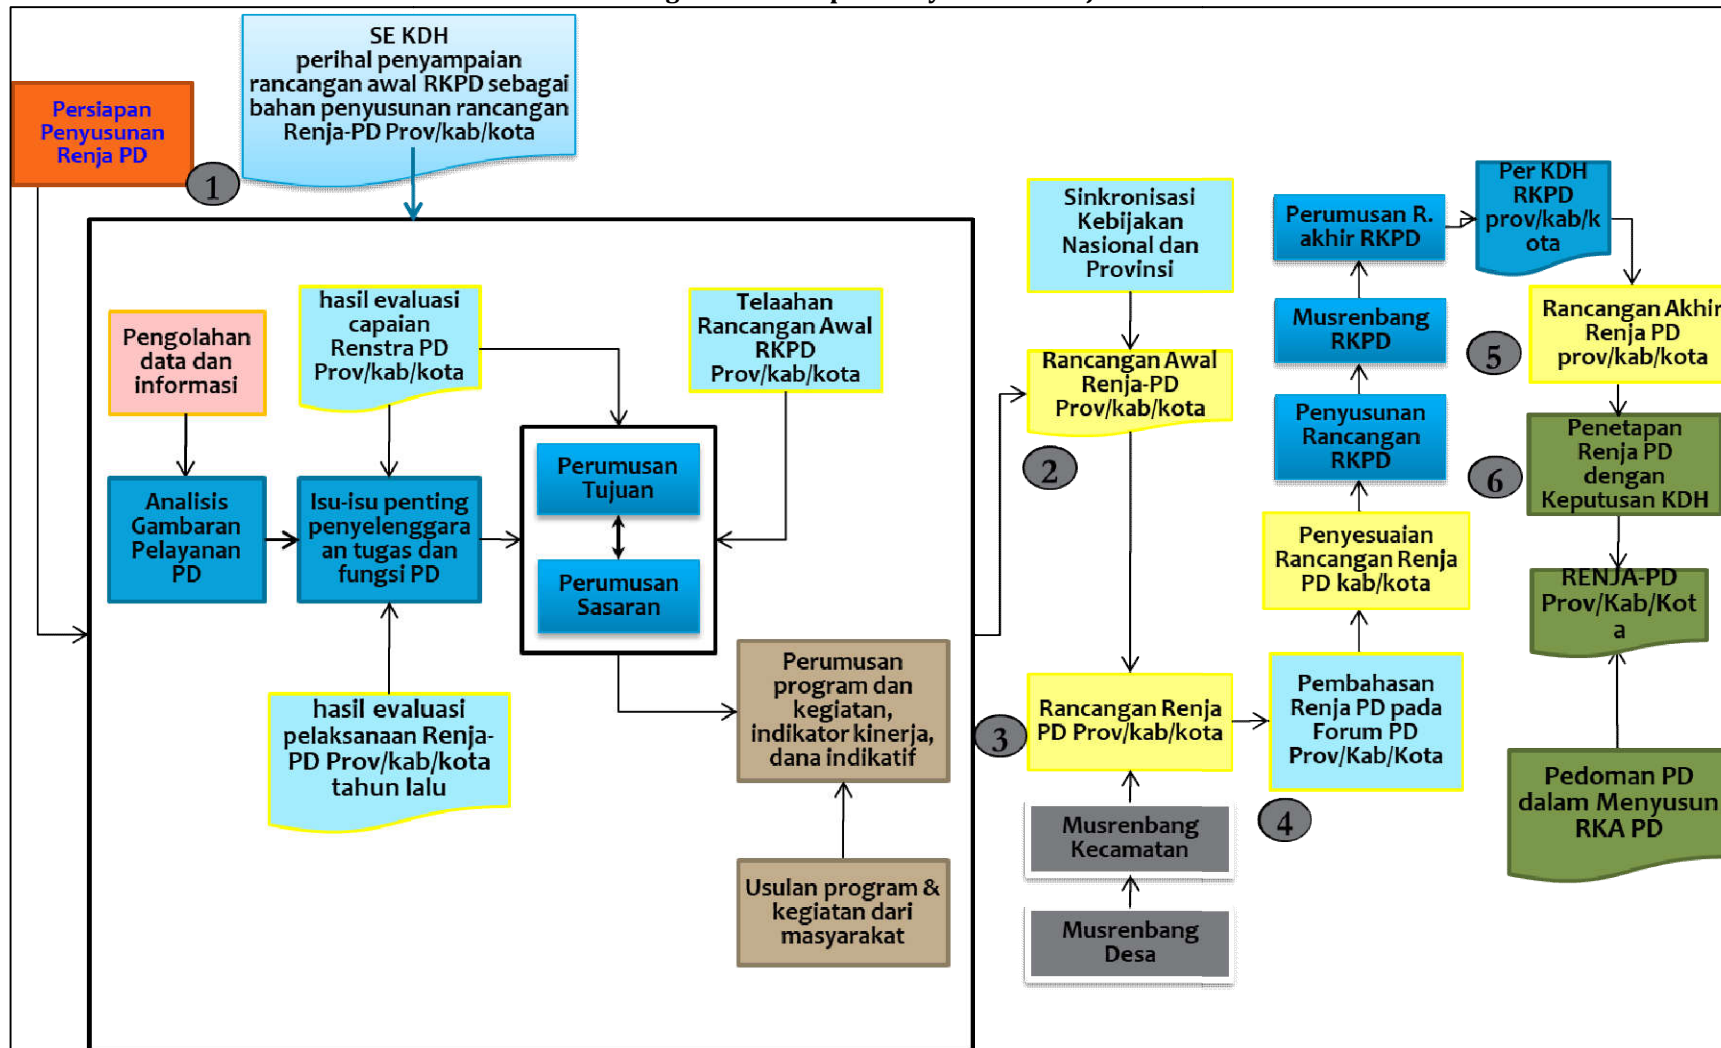 SE KDH
perihal penyampaian
rancangan awal RKPD sebagai
bahan penyusunan rancangan
Renja-PD Prov/kab/kota
Persiapan
Penyusunan
Renja PD
1
Pengolahan
data dan
informasi
hasil evaluasi
capaian
Renstra PD
Prov/kab/kota
Telaahan
Rancangan Awal
RKPD
Prov/kab/kota
Analisis
Gambaran
Pelayanan
PD
Isu-isu penting
penyelenggara
an tugas dan
fungsi PD
Perumusan
Tujuan
Perumusan
Sasaran
hasil evaluasi
pelaksanaan Renja-
PD Prov/kab/kota
tahun lalu
Perumusan
program dan
kegiatan,
indikator kinerja,
dana indikatif
Usulan program &
kegiatan dari
masyarakat
Sinkronisasi
Kebijakan
Nasional dan
Provinsi
Rancangan Awal
Renja-PD
Prov/kab/kota
2
3
Rancangan Renja
PD Prov/kab/kota
Musrenbang
Kecamatan
Musrenbang
Desa
4
Pembahasan
Renja PD pada
Forum PD
Prov/Kab/Kota
Penyesuaian
Rancangan Renja
PD kab/kota
Penyusunan
Rancangan
RKPD
Musrenbang
RKPD
Perumusan R.
akhir RKPD
Per KDH
RKPD
prov/kab/k
ota
5
Rancangan Akhir
Renja PD
prov/kab/kota
6
Penetapan
Renja PD
dengan
Keputusan KDH
RENJA-PD
Prov/Kab/Kot
a
Pedoman PD
dalam Menyusun
RKA PD